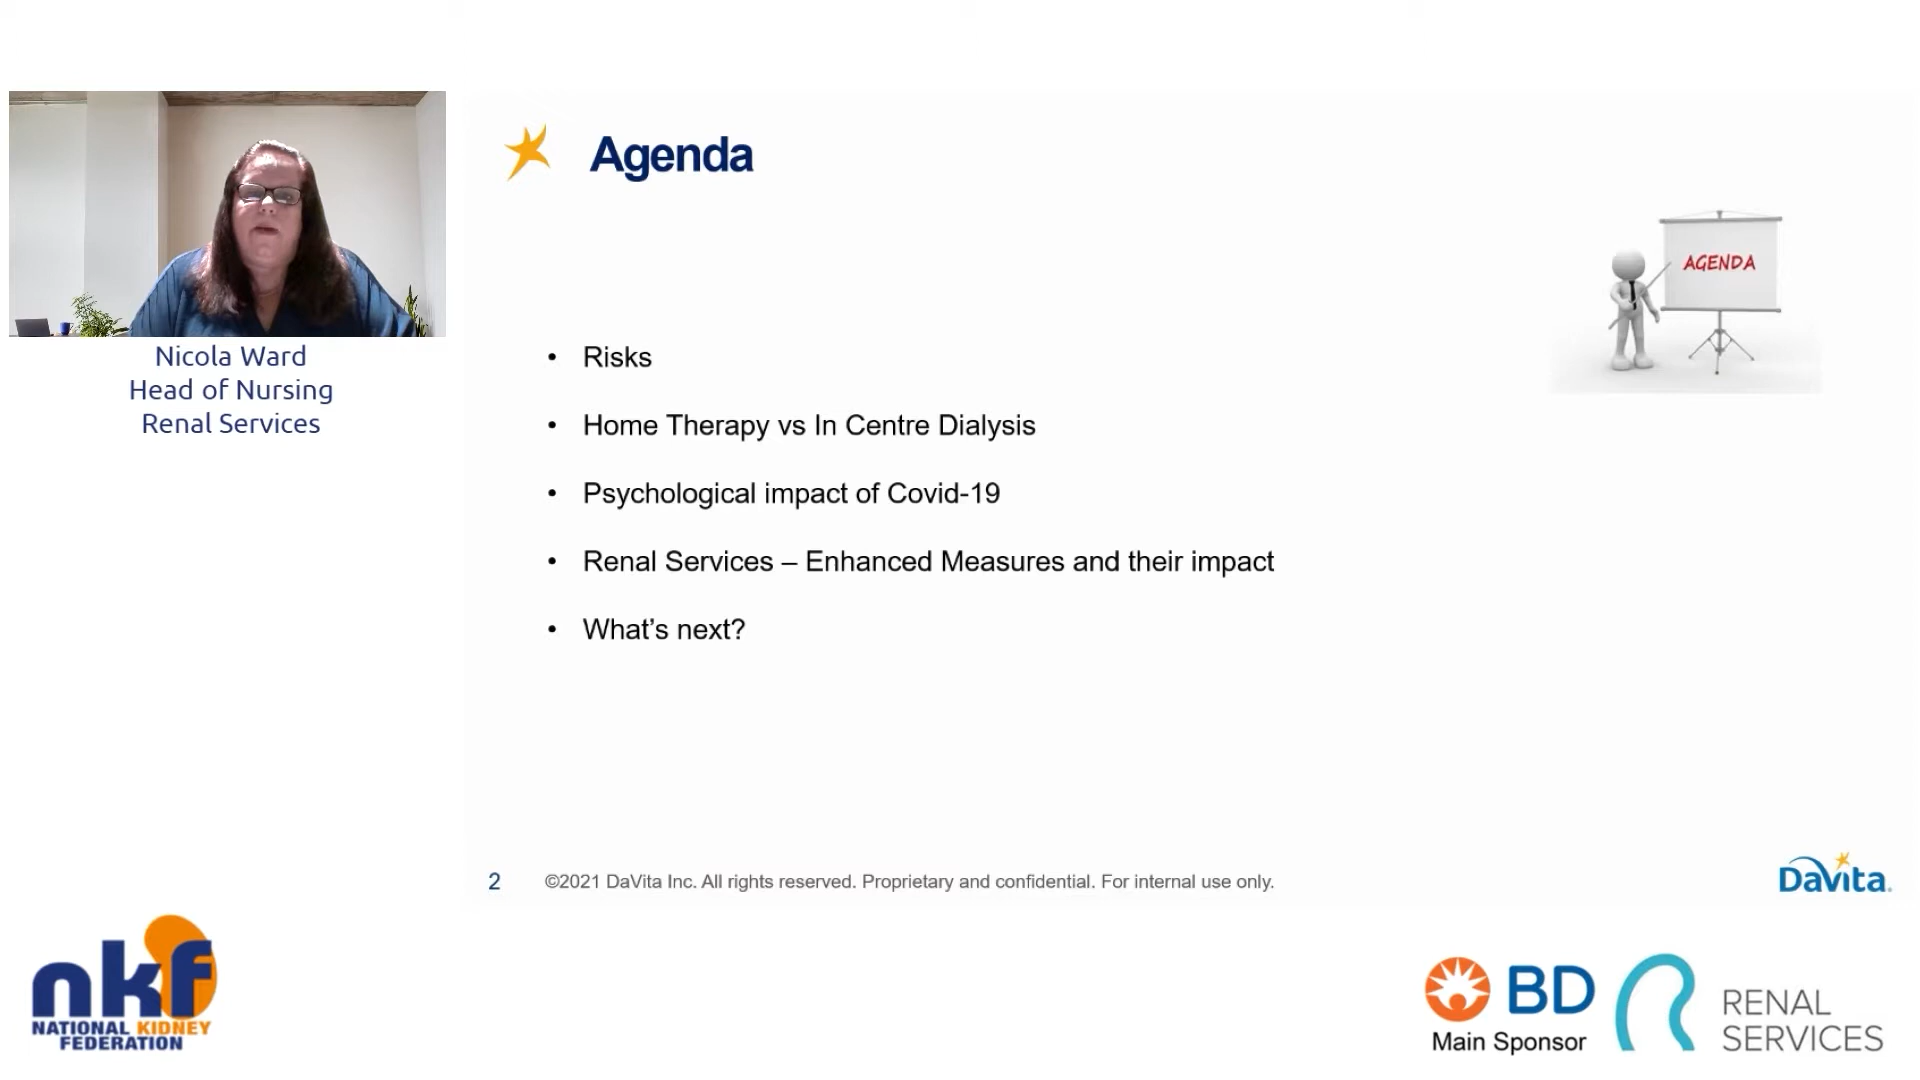 Agenda
AGENDA
• Risks
• Home Therapy vs In Centre Dialysis
• Psychological impact of Covid-19
• Renal Services – Enhanced Measures and their impact
• What’s next?
Nicola Ward
Head of Nursing
Renal Services
2 ©2021 DaVita Inc. All rights reserved. Proprietary and confidential. For internal use only.
DaVita.
nkf
NATIONAL KIDNEY
FEDERATION
BD
Main Sponsor
RENAL
SERVICES